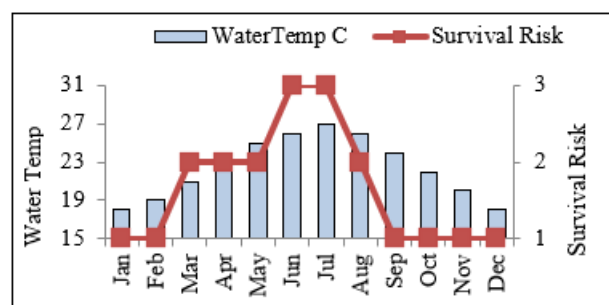 WaterTemp C Survival Risk
31
27
23
19
15
Water Temp
3
2
1
Survival Risk
Jan Feb Mar Apr May Jun Jul Aug Sep Oct Nov Dec